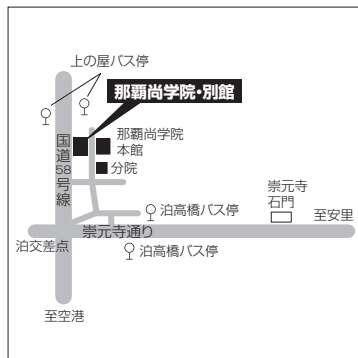 上の屋バス停
那覇尚学院・別館
那覇尚学院
本館
分院
国道58号線
泊高橋バス停
崇元寺
石門
至安里
崇元寺通り
泊交差点
泊高橋バス停
至空港